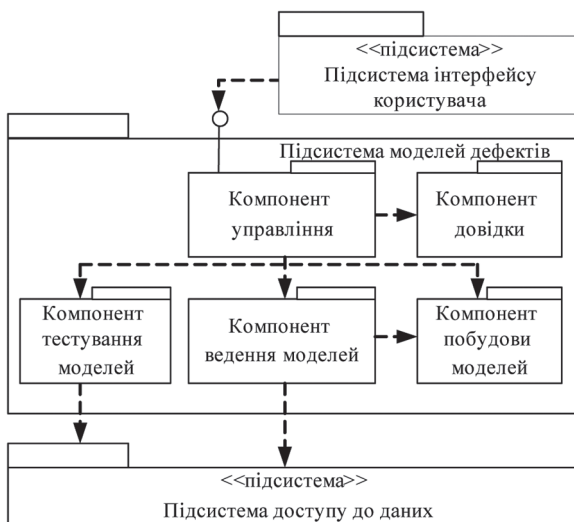 <<підсистема>>
Підсистема інтерфейсу
користувача
Підсистема моделей дефектів
Компонент
управління
Компонент
довідки
Компонент
тестування
моделей
Компонент
ведення моделей
Компонент
побудови
моделей
<<підсистема>>
Підсистема доступу до даних